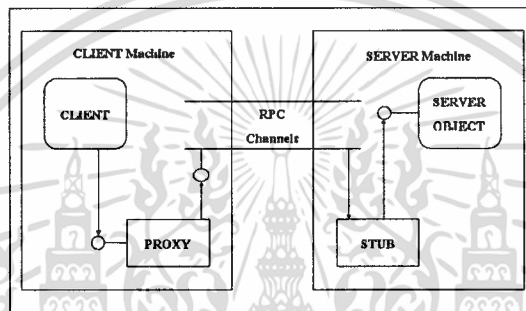 CLIENT Machine
CLIENT
PROXY
RPC
Channels
SERVER Machine
SERVER
OBJECT
STUB